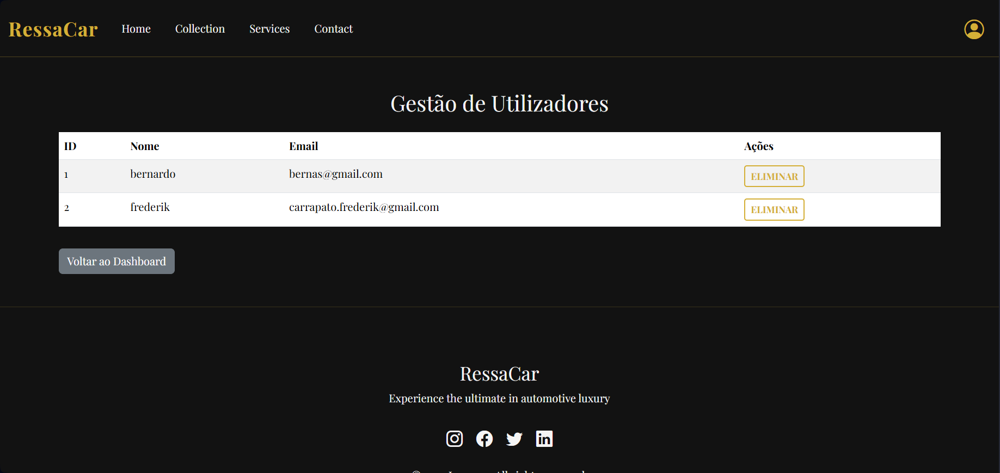 RessaCar Home Collection Services Contact
Gestão de Utilizadores
ID Nome Email Ações
1 bernardo bernas@gmail.com ELIMINAR
2 frederik carrapato.frederik@gmail.com ELIMINAR
Voltar ao Dashboard
RessaCar
Experience the ultimate in automotive luxury